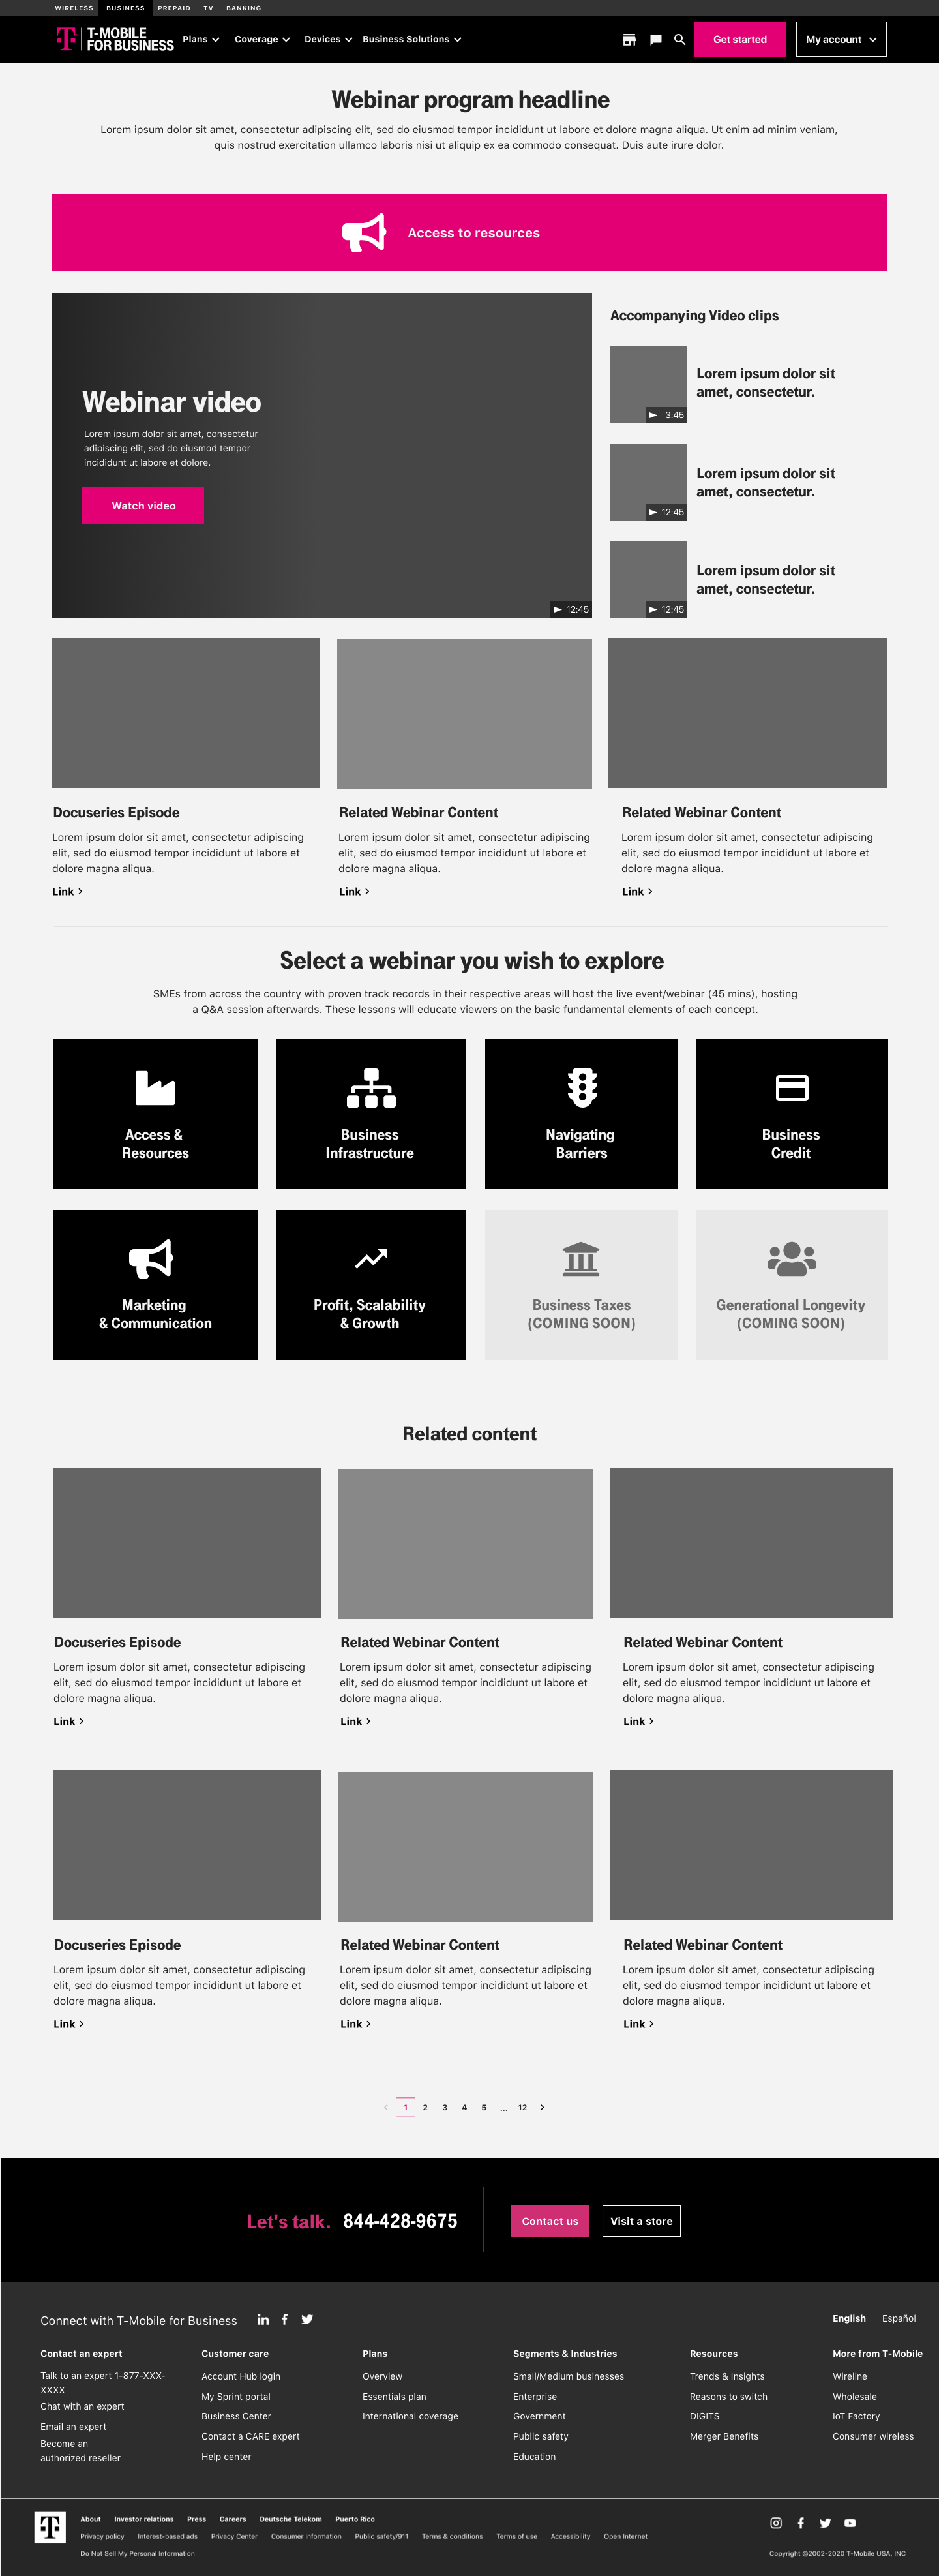 WIRELESS BUSINESS PREPAID TV BANKING
T-MOBILE
FOR BUSINESS
Plans Coverage Devices Business Solutions Get started My account
Webinar program headline
Lorem ipsum dolor sit amet, consectetur adipiscing elit, sed do eiusmod tempor incididunt ut labore et dolore magna aliqua. Ut enim ad minim veniam,
quis nostrud exercitation ullamco laboris nisi ut aliquip ex ea commodo consequat. Duis aute irure dolor.
Access to resources
Webinar video
Lorem ipsum dolor sit amet, consectetur
adipiscing elit, sed do eiusmod tempor
incididunt ut labore et dolore.
Watch video
12:45
Accompanying Video clips
Lorem ipsum dolor sit
amet, consectetur.
3:45
Lorem ipsum dolor sit
amet, consectetur.
12:45
Lorem ipsum dolor sit
amet, consectetur.
12:45
Docuseries Episode
Lorem ipsum dolor sit amet, consectetur adipiscing
elit, sed do eiusmod tempor incididunt ut labore et
dolore magna aliqua.
Link
Related Webinar Content
Lorem ipsum dolor sit amet, consectetur adipiscing
elit, sed do eiusmod tempor incididunt ut labore et
dolore magna aliqua.
Link
Related Webinar Content
Lorem ipsum dolor sit amet, consectetur adipiscing
elit, sed do eiusmod tempor incididunt ut labore et
dolore magna aliqua.
Link
Select a webinar you wish to explore
SMEs from across the country with proven track records in their respective areas will host the live event/webinar (45 mins), hosting
a Q&A session afterwards. These lessons will educate viewers on the basic fundamental elements of each concept.
Access &
Resources
Business
Infrastructure
Navigating
Barriers
Business
Credit
Marketing
& Communication
Profit, Scalability
& Growth
Business Taxes
(COMING SOON)
Generational Longevity
(COMING SOON)
Related content
Docuseries Episode
Lorem ipsum dolor sit amet, consectetur adipiscing
elit, sed do eiusmod tempor incididunt ut labore et
dolore magna aliqua.
Link
Related Webinar Content
Lorem ipsum dolor sit amet, consectetur adipiscing
elit, sed do eiusmod tempor incididunt ut labore et
dolore magna aliqua.
Link
Related Webinar Content
Lorem ipsum dolor sit amet, consectetur adipiscing
elit, sed do eiusmod tempor incididunt ut labore et
dolore magna aliqua.
Link
Docuseries Episode
Lorem ipsum dolor sit amet, consectetur adipiscing
elit, sed do eiusmod tempor incididunt ut labore et
dolore magna aliqua.
Link
Related Webinar Content
Lorem ipsum dolor sit amet, consectetur adipiscing
elit, sed do eiusmod tempor incididunt ut labore et
dolore magna aliqua.
Link
Related Webinar Content
Lorem ipsum dolor sit amet, consectetur adipiscing
elit, sed do eiusmod tempor incididunt ut labore et
dolore magna aliqua.
Link
1 2 3 4 5 ... 12
Let's talk. 844-428-9675 Contact us Visit a store
Connect with T-Mobile for Business
English Español
Contact an expert
Talk to an expert 1-877-XXX-
XXXX
Chat with an expert
Email an expert
Become an
authorized reseller
Customer care
Account Hub login
My Sprint portal
Business Center
Contact a CARE expert
Help center
Plans
Overview
Essentials plan
International coverage
Segments & Industries
Small/Medium businesses
Enterprise
Government
Public safety
Education
Resources
Trends & Insights
Reasons to switch
DIGITS
Merger Benefits
More from T-Mobile
Wireline
Wholesale
IoT Factory
Consumer wireless
About Investor relations Press Careers Deutsche Telekom Puerto Rico
Privacy policy Interest-based ads Privacy Center Consumer information Public safety/911 Terms & conditions Terms of use Accessibility Open Internet
Do Not Sell My Personal Information
Copyright ©2002-2020 T-Mobile USA, INC